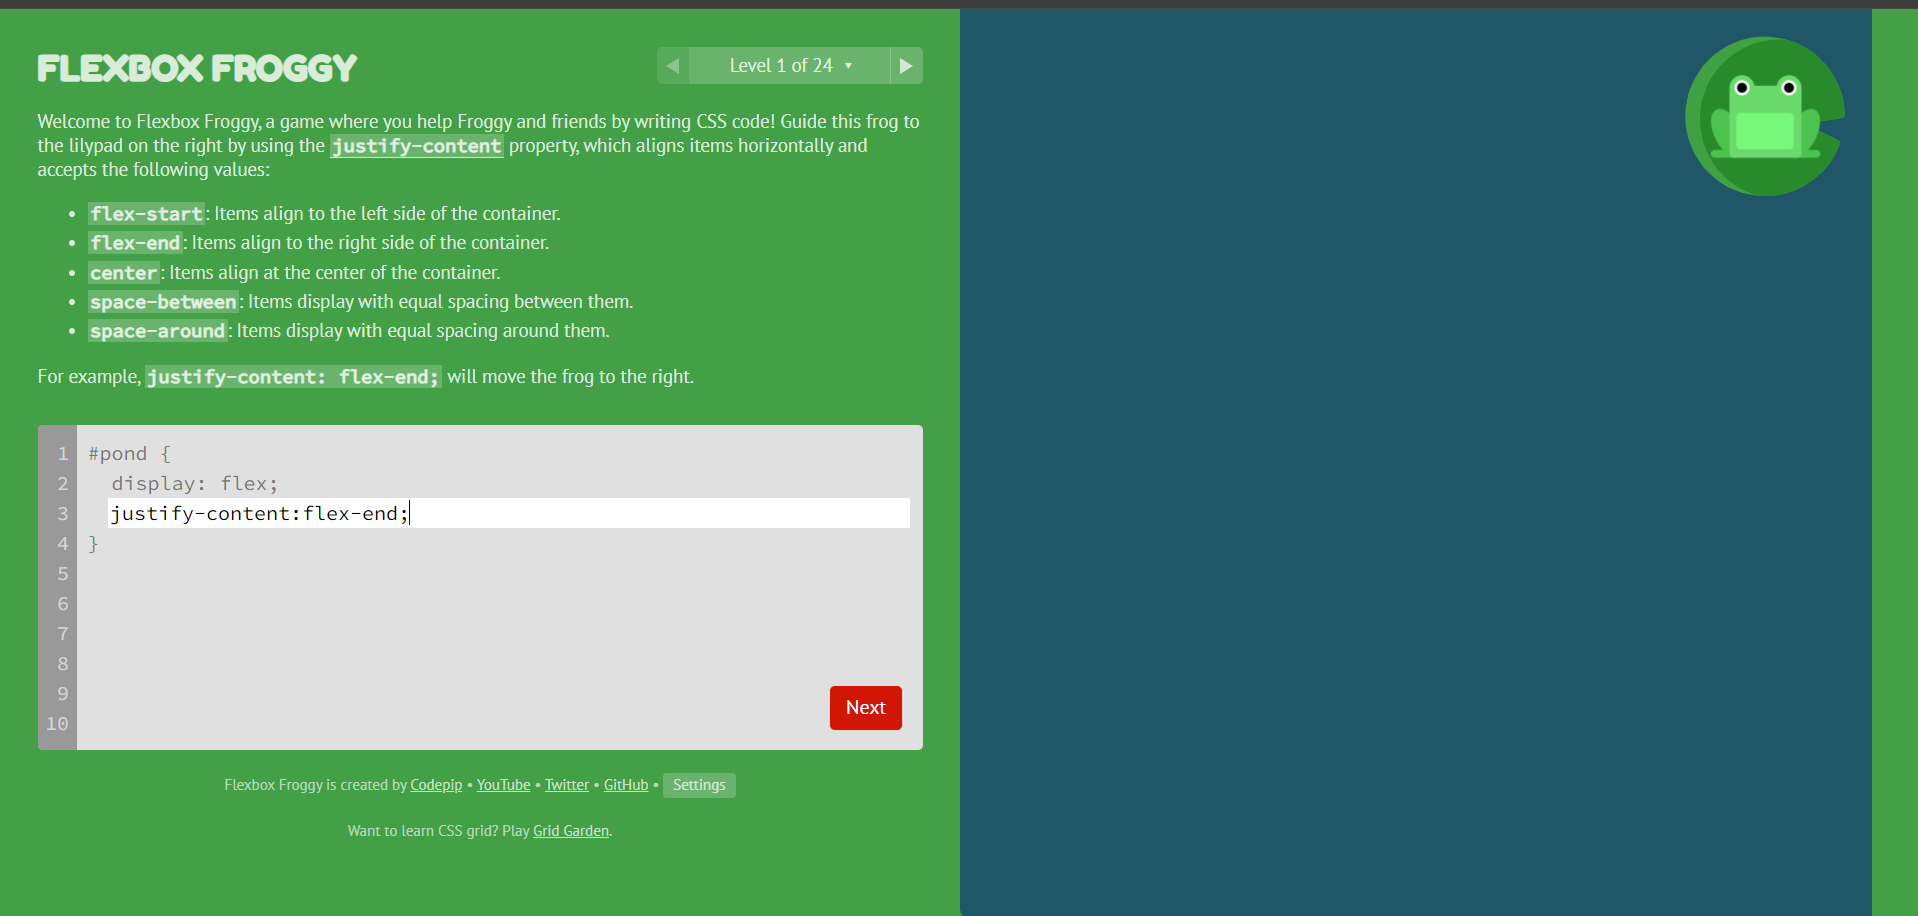 FLEXBOX FROGGY
Level 1 of 24
Welcome to Flexbox Froggy, a game where you help Froggy and friends by writing CSS code! Guide this frog to
the lilypad on the right by using the justify-content property, which aligns items horizontally and
accepts the following values:
• flex-start: Items align to the left side of the container.
• flex-end: Items align to the right side of the container.
• center: Items align at the center of the container.
• space-between: Items display with equal spacing between them.
• space-around: Items display with equal spacing around them.
For example, justify-content: flex-end; will move the frog to the right.
1 #pond {
2 display: flex;
3 justify-content:flex-end;
4 }
5
6
7
8
9
10
Next
Flexbox Froggy is created by Codepip • YouTube • Twitter • GitHub • Settings
Want to learn CSS grid? Play Grid Garden.